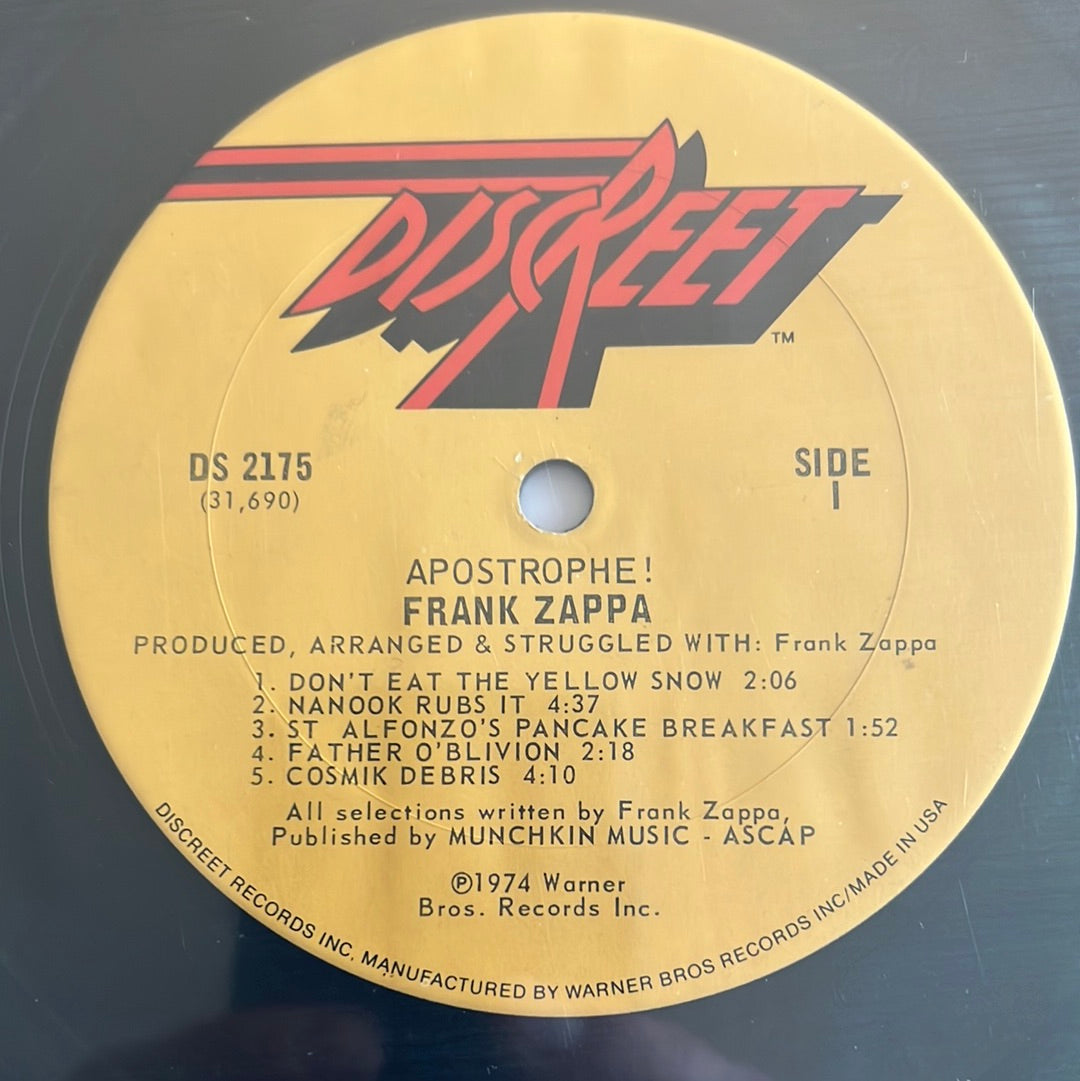 DISCREET
TM
DS 2175
(31,690)
SIDE
1
APOSTROPHE!
FRANK ZAPPA
PRODUCED, ARRANGED & STRUGGLED WITH: Frank Zappa
1. DON'T EAT THE YELLOW SNOW 2:06
2. NANOOK RUBS IT 4:37
3. ST ALFONZO'S PANCAKE BREAKFAST 1:52
4. FATHER O'BLIVION 2:18
5. COSMIK DEBRIS 4:10
All selections written by Frank Zappa,
Published by MUNCHKIN MUSIC - ASCAP
℗1974 Warner
Bros. Records Inc.
DISCREET RECORDS INC. MANUFACTURED BY WARNER BROS RECORDS INC/MADE IN USA